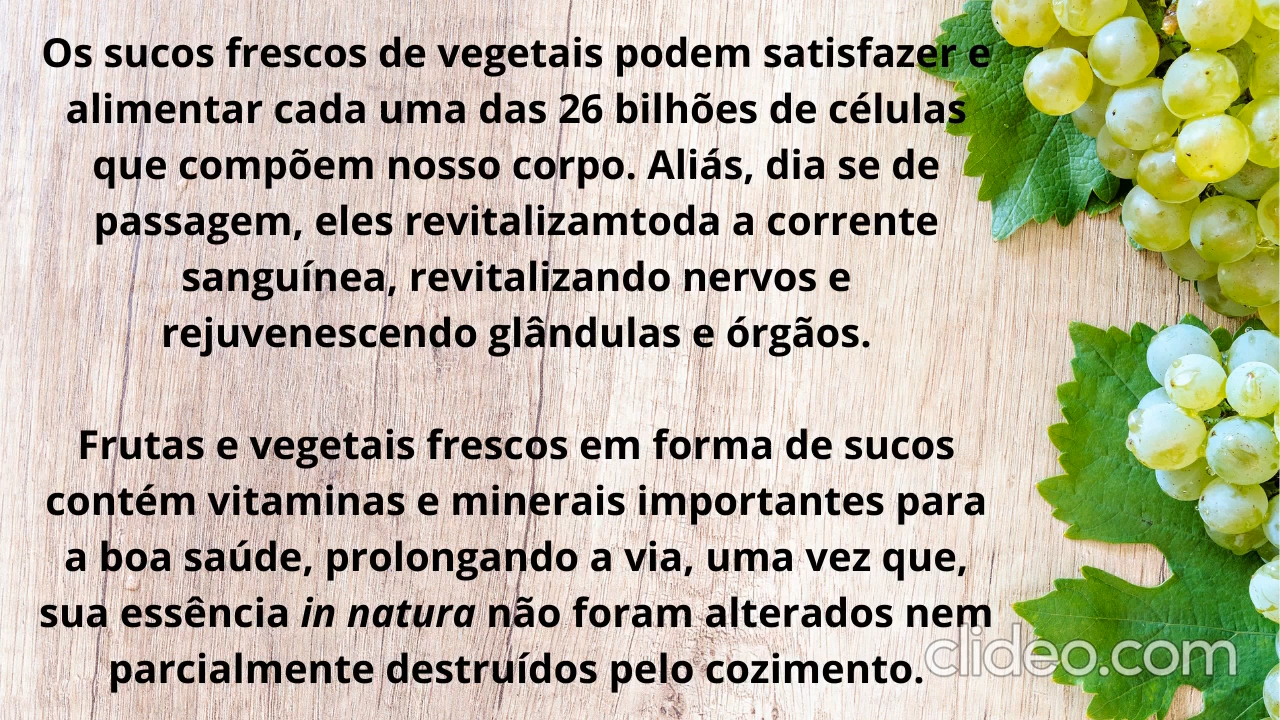 Os sucos frescos de vegetais podem satisfazer e
alimentar cada uma das 26 bilhões de células
que compõem nosso corpo. Aliás, dia se de
passagem, eles revitalizamtoda a corrente
sanguínea, revitalizando nervos e
rejuvenescendo glândulas e órgãos.
Frutas e vegetais frescos em forma de sucos
contém vitaminas e minerais importantes para
a boa saúde, prolongando a via, uma vez que,
sua essência in natura não foram alterados nem
parcialmente destruídos pelo cozimento.
clideo.com